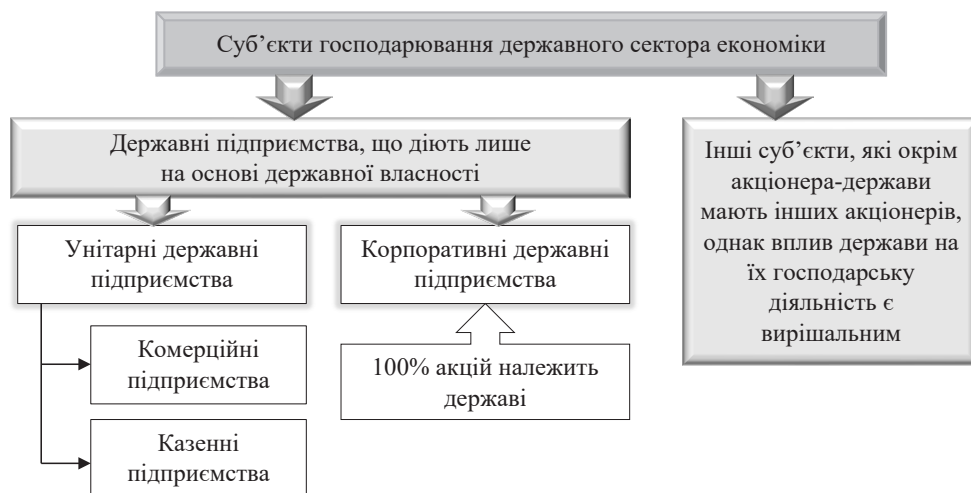 Суб’єкти господарювання державного сектора економіки
Державні підприємства, що діють лише
на основі державної власності
Унітарні державні
підприємства
Комерційні
підприємства
Казенні
підприємства
Корпоративні державні
підприємства
100% акцій належить
державі
Інші суб’єкти, які окрім
акціонера-держави
мають інших акціонерів,
однак вплив держави на
їх господарську
діяльність є
вирішальним